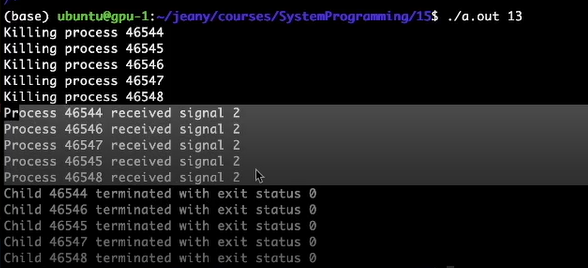 (base) ubuntu@gpu-1:~/jeany/courses/SystemProgramming/15$ ./a.out 13
Killing process 46544
Killing process 46545
Killing process 46546
Killing process 46547
Killing process 46548
Process 46544 received signal 2
Process 46546 received signal 2
Process 46547 received signal 2
Process 46545 received signal 2
Process 46548 received signal 2
Child 46544 terminated with exit status 0
Child 46546 terminated with exit status 0
Child 46545 terminated with exit status 0
Child 46547 terminated with exit status 0
Child 46548 terminated with exit status 0